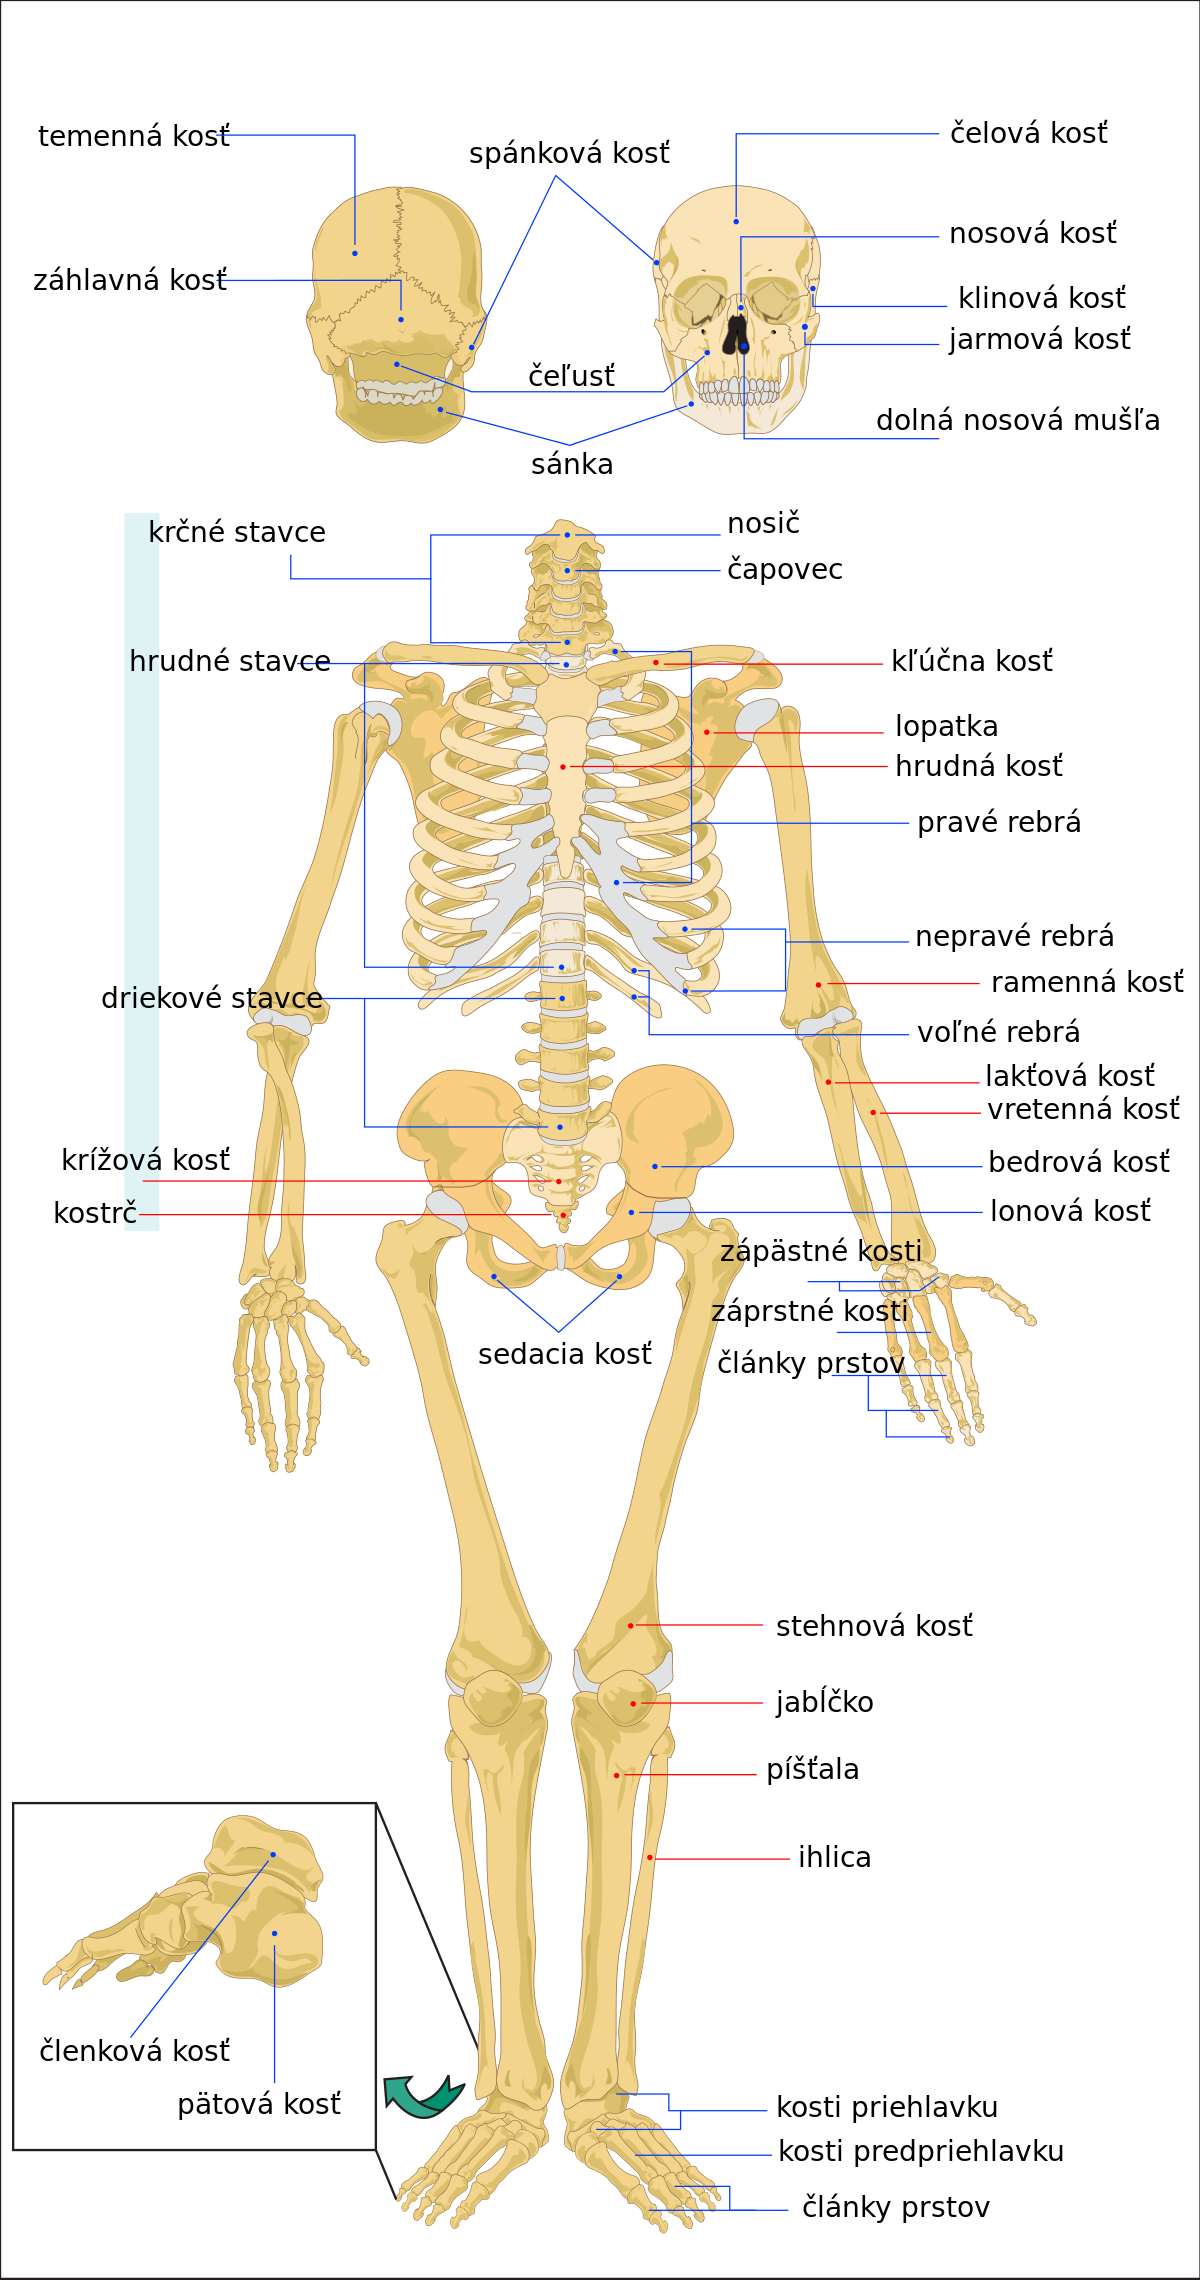 temenná kosť
spánková kosť
čelová kosť
nosová kosť
záhlavná kosť
klinová kosť
jarmová kosť
čeľusť
dolná nosová mušľa
sánka
krčné stavce
nosič
čapovec
hrudné stavce
kľúčna kosť
lopatka
hrudná kosť
pravé rebrá
nepravé rebrá
ramenná kosť
driekové stavce
voľné rebrá
lakťová kosť
vretenná kosť
krížová kosť
bedrová kosť
kostrč
lonová kosť
zápästné kosti
záprstné kosti
sedacia kosť
články prstov
stehnová kosť
jabĺčko
píšťala
ihlica
členková kosť
pätová kosť
kosti priehlavku
kosti predpriehlavku
články prstov